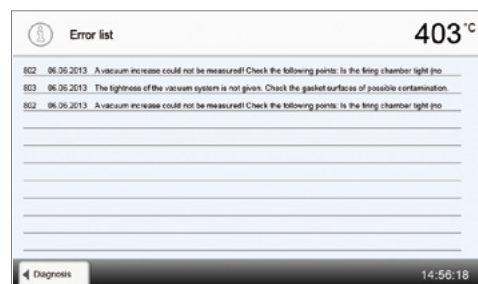 Error list
403 °C
802 06.06.2013 A vacuum increase could not be measured! Check the following points: Is the firing chamber tight (no
803 06.06.2013 The tightness of the vacuum system is not given. Check the gasket surfaces of possible contamination.
802 06.06.2013 A vacuum increase could not be measured! Check the following points: Is the firing chamber tight (no
Diagnosis
14:56:18